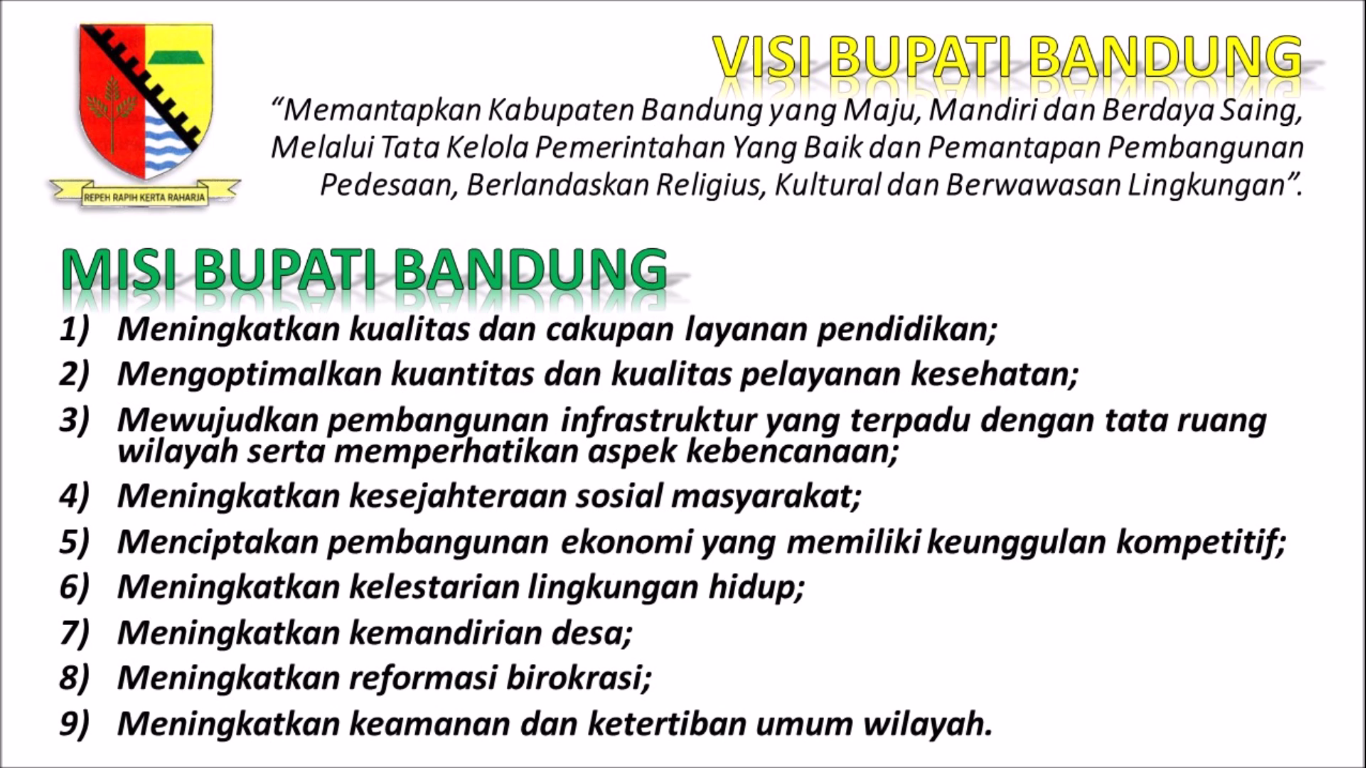 VISI BUPATI BANDUNG
“Memantapkan Kabupaten Bandung yang Maju, Mandiri dan Berdaya Saing,
Melalui Tata Kelola Pemerintahan Yang Baik dan Pemantapan Pembangunan
Pedesaan, Berlandaskan Religius, Kultural dan Berwawasan Lingkungan”.
REPEH RAPIH KERTA RAHARJA
MISI BUPATI BANDUNG
1) Meningkatkan kualitas dan cakupan layanan pendidikan;
2) Mengoptimalkan kuantitas dan kualitas pelayanan kesehatan;
3) Mewujudkan pembangunan infrastruktur yang terpadu dengan tata ruang
wilayah serta memperhatikan aspek kebencanaan;
4) Meningkatkan kesejahteraan sosial masyarakat;
5) Menciptakan pembangunan ekonomi yang memiliki keunggulan kompetitif;
6) Meningkatkan kelestarian lingkungan hidup;
7) Meningkatkan kemandirian desa;
8) Meningkatkan reformasi birokrasi;
9) Meningkatkan keamanan dan ketertiban umum wilayah.